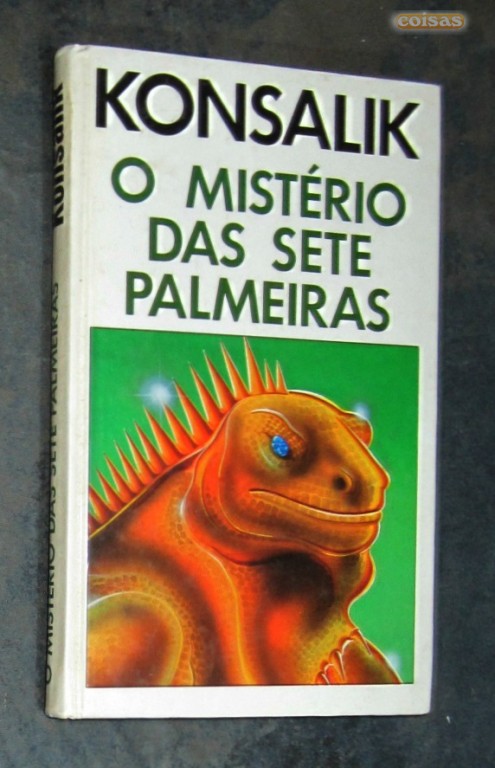 coisas
KONSALIK
O MISTÉRIO
DAS SETE
PALMEIRAS
KONSALIK
O MISTÉRIO DAS SETE PALMEIRAS